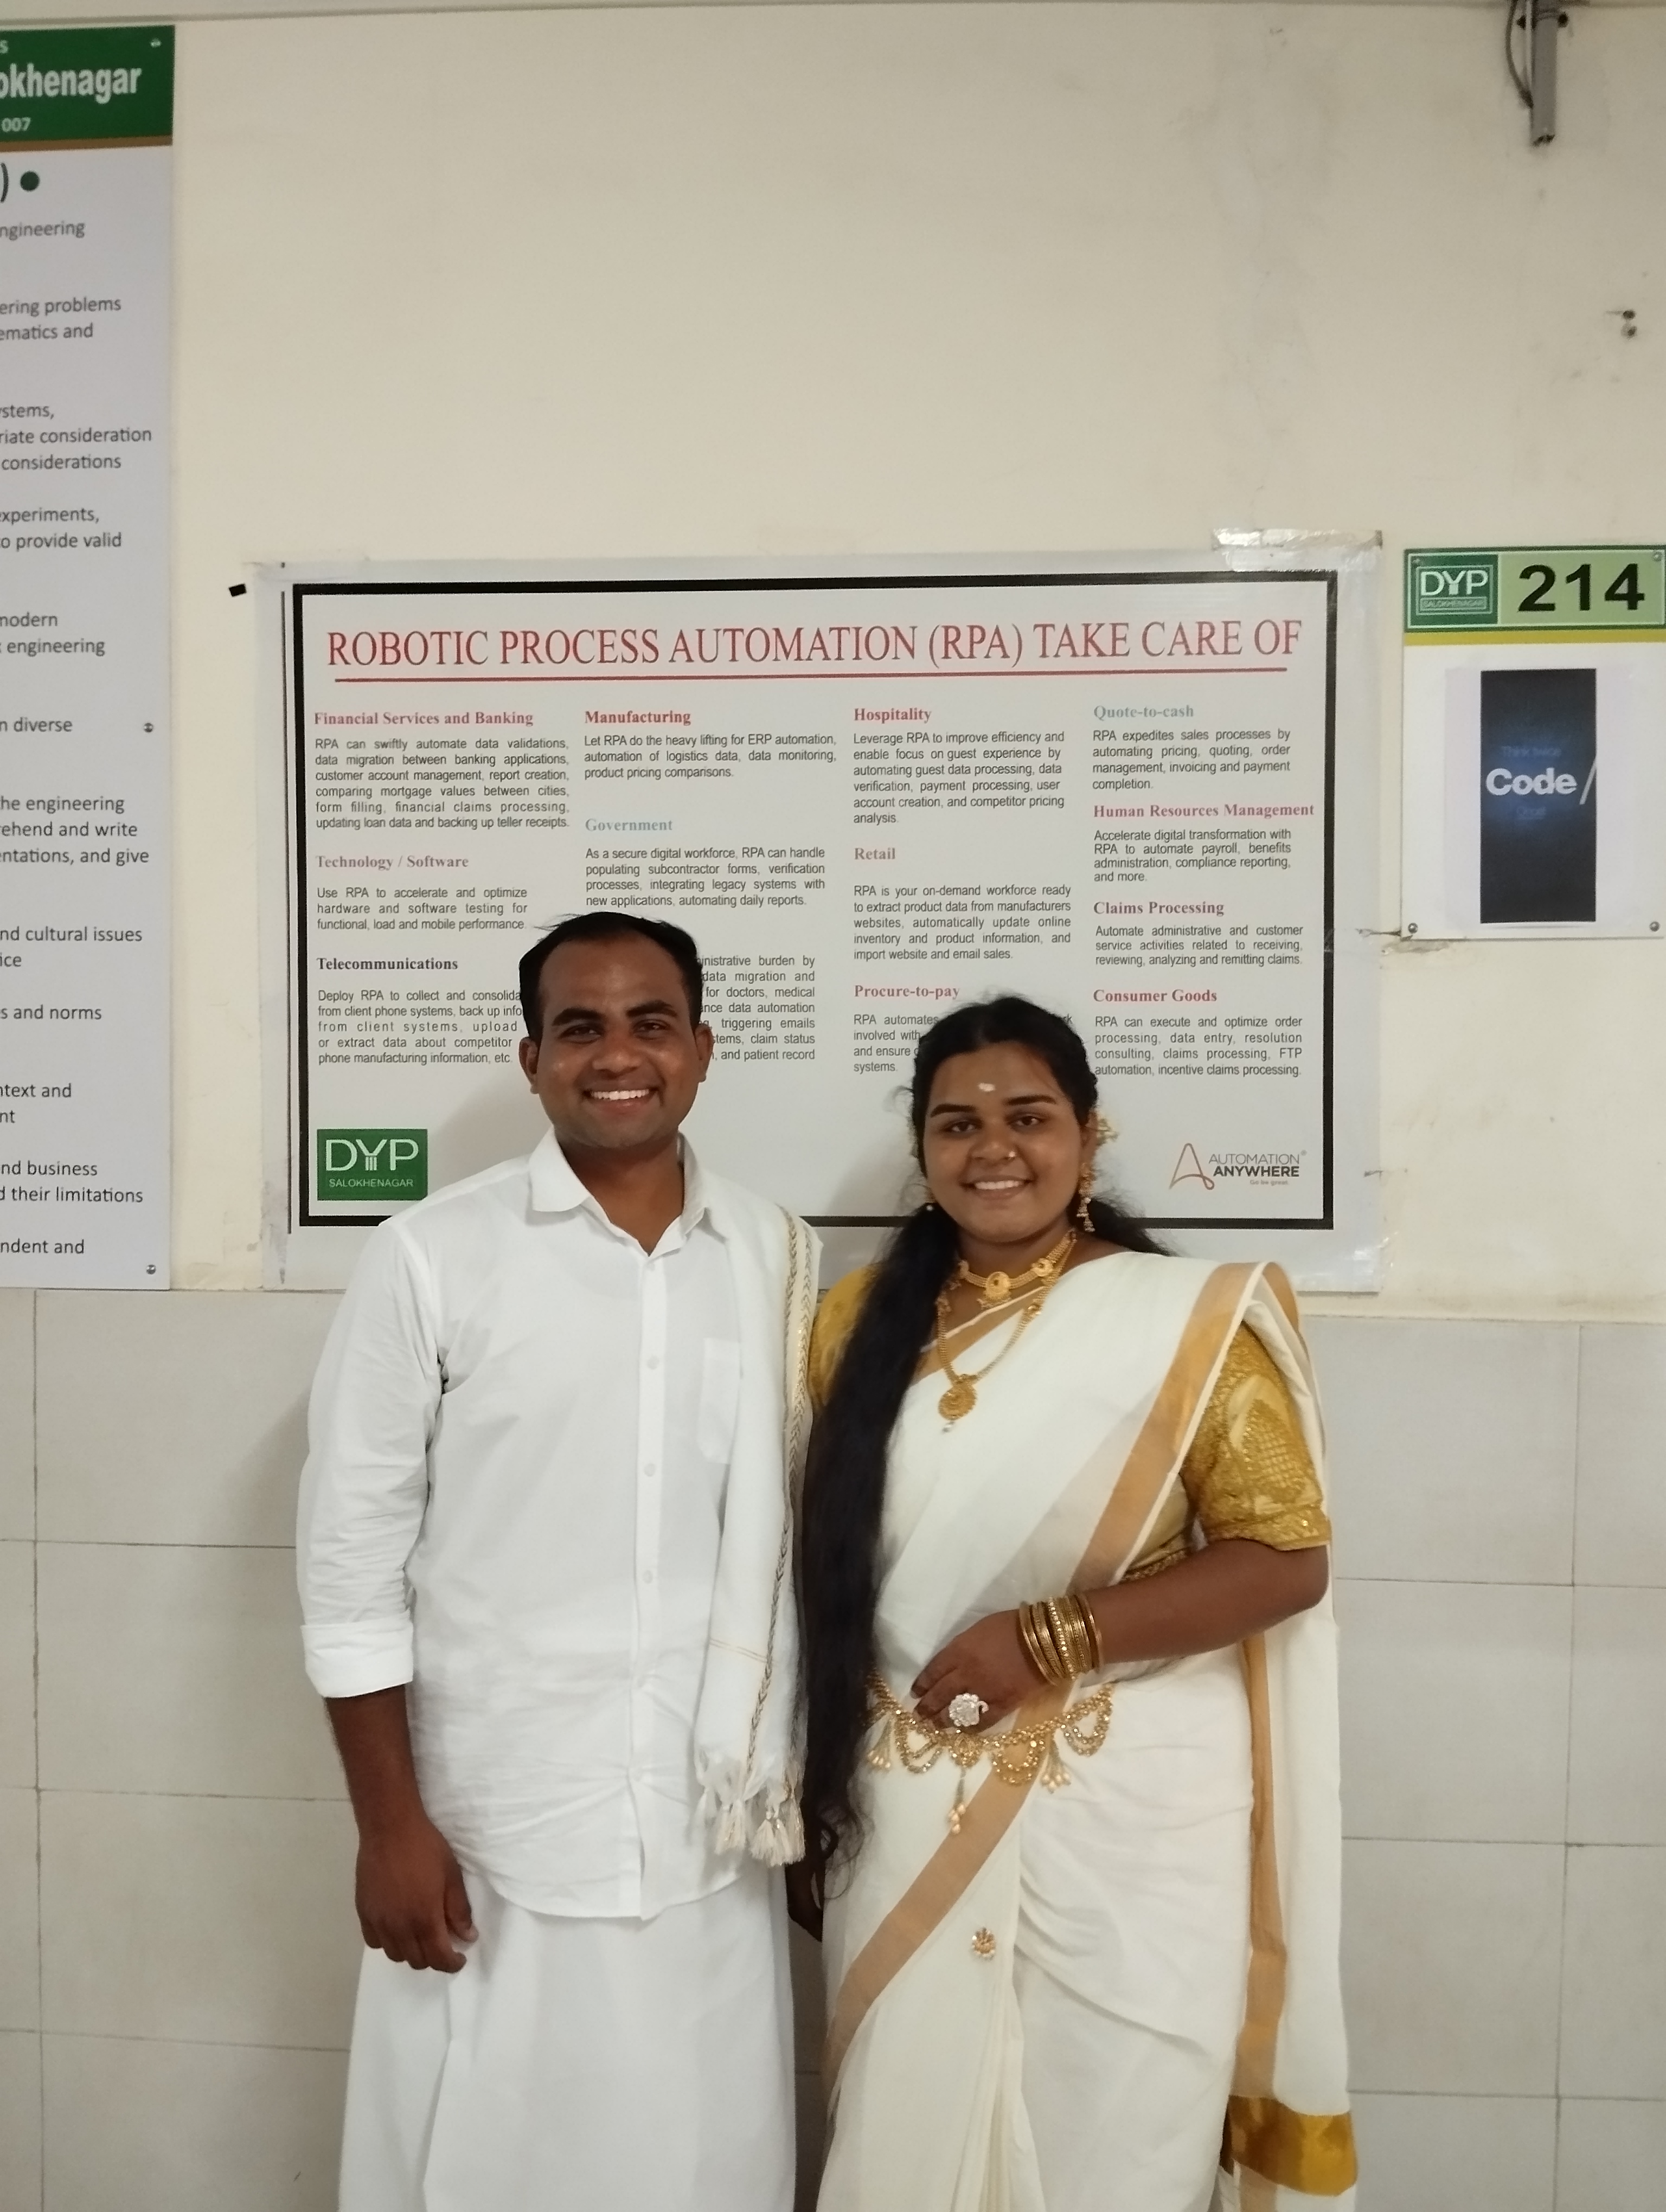 s
okhenagar
007
)
ngineering
ering problems
ematics and
stems,
riate consideration
considerations
experiments,
o provide valid
modern
engineering
n diverse
he engineering
rehend and write
entations, and give
nd cultural issues
ice
s and norms
ntext and
nt
nd business
d their limitations
ndent and
ROBOTIC PROCESS AUTOMATION (RPA) TAKE CARE OF
Financial Services and Banking
RPA can swiftly automate data validations,
data migration between banking applications,
customer account management, report creation,
comparing mortgage values between cities,
form filling, financial claims processing,
updating loan data and backing up teller receipts.
Technology / Software
Use RPA to accelerate and optimize
hardware and software testing for
functional, load and mobile performance.
Telecommunications
Deploy RPA to collect and consolida
from client phone systems, back up info
from client systems, upload
or extract data about competitor
phone manufacturing information, etc.
DYP
SALOKHENAGAR
Manufacturing
Let RPA do the heavy lifting for ERP automation,
automation of logistics data, data monitoring,
product pricing comparisons.
Government
As a secure digital workforce, RPA can handle
populating subcontractor forms, verification
processes, integrating legacy systems with
new applications, automating daily reports.
inistrative burden by
data migration and
for doctors, medical
nce data automation
triggering emails
tems, claim status
, and patient record
Hospitality
Leverage RPA to improve efficiency and
enable focus on guest experience by
automating guest data processing, data
verification, payment processing, user
account creation, and competitor pricing
analysis.
Retail
RPA is your on-demand workforce ready
to extract product data from manufacturers
websites, automatically update online
inventory and product information, and
import website and email sales.
Procure-to-pay
RPA automates
involved with
and ensure
systems.
Quote-to-cash
RPA expedites sales processes by
automating pricing, quoting, order
management, invoicing and payment
completion.
Human Resources Management
Accelerate digital transformation with
RPA to automate payroll, benefits
administration, compliance reporting,
and more.
Claims Processing
Automate administrative and customer
service activities related to receiving,
reviewing, analyzing and remitting claims.
Consumer Goods
RPA can execute and optimize order
processing, data entry, resolution
consulting, claims processing, FTP
automation, incentive claims processing.
AUTOMATION®
ANYWHERE
Go be great.
DYP
SALOKHENAGAR
214
Think twice
Code/